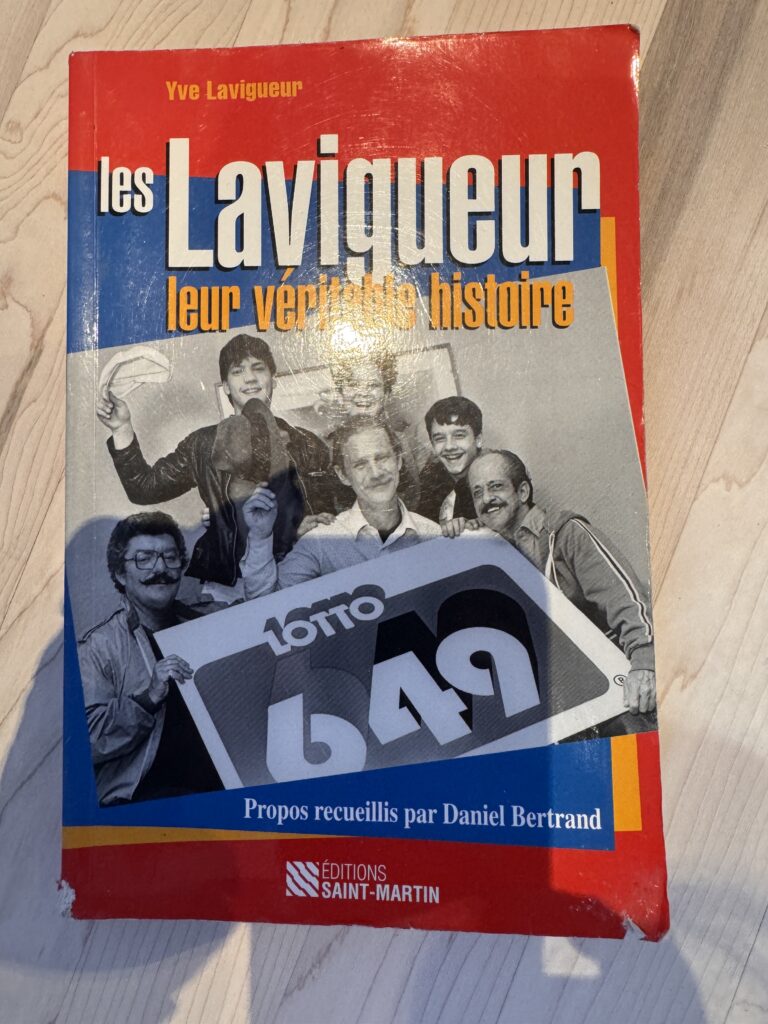 Yve Lavigueur
les Lavigueur
leur véritable histoire
LOTTO
649
®
Propos recueillis par Daniel Bertrand
ÉDITIONS
SAINT-MARTIN